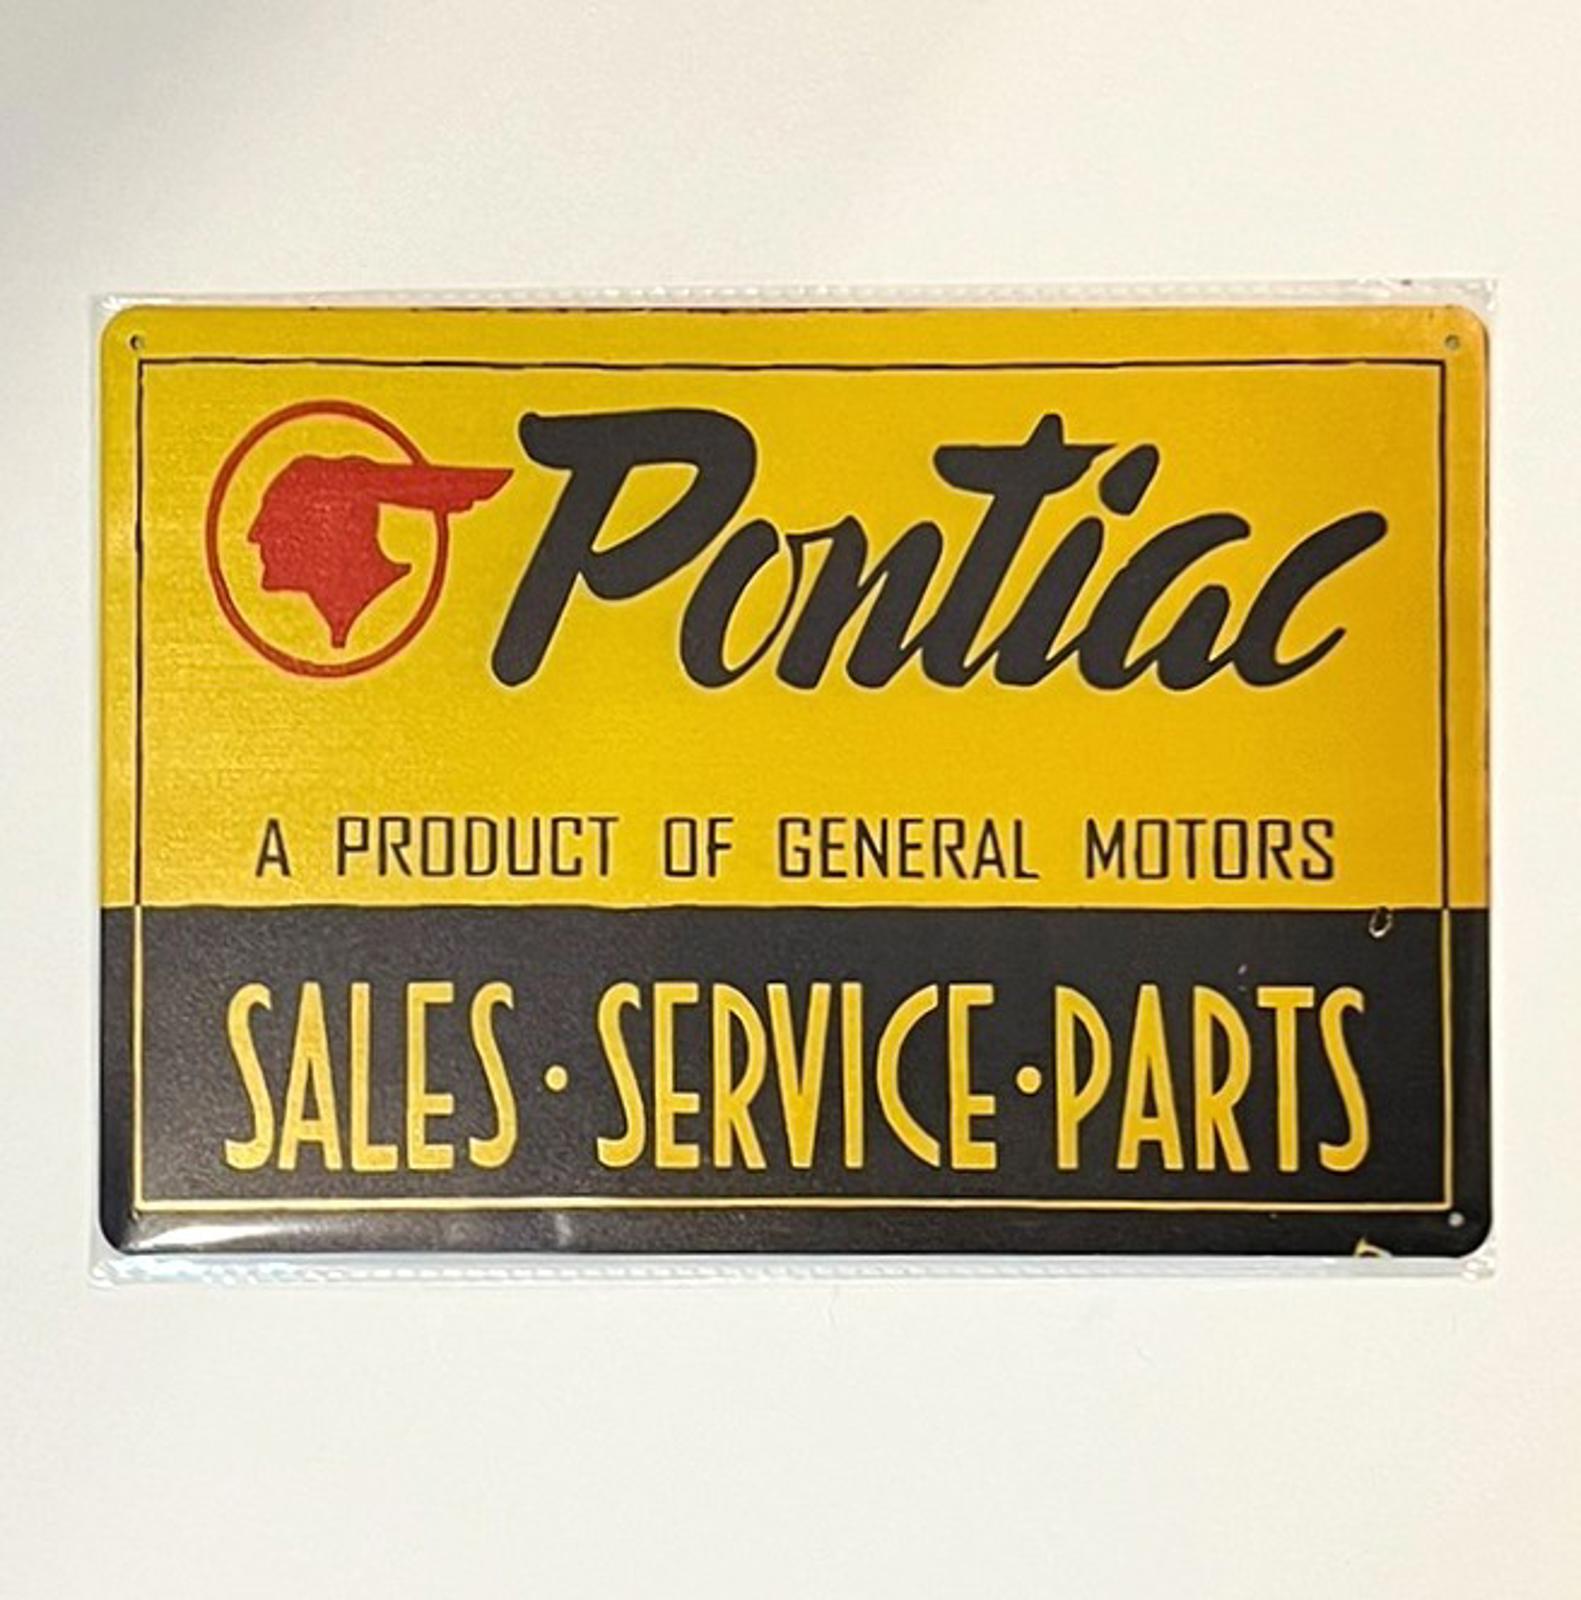 Pontiac
A PRODUCT OF GENERAL MOTORS
SALES·SERVICE·PARTS